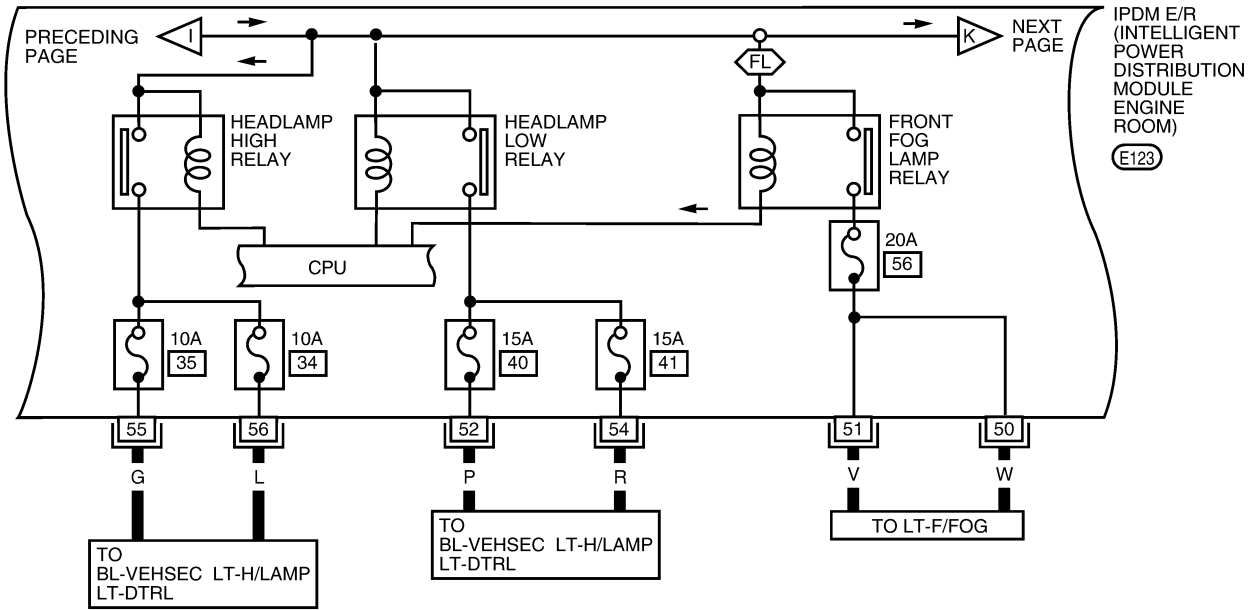 PRECEDING
PAGE
I
K
NEXT
PAGE
IPDM E/R
(INTELLIGENT
POWER
DISTRIBUTION
MODULE
ENGINE
ROOM)
E123
FL
HEADLAMP
HIGH
RELAY
HEADLAMP
LOW
RELAY
FRONT
FOG
LAMP
RELAY
CPU
20A
56
10A
35
10A
34
15A
40
15A
41
55
56
52
54
51
50
G
L
P
R
V
W
TO
BL-VEHSEC LT-H/LAMP
LT-DTRL
TO
BL-VEHSEC LT-H/LAMP
LT-DTRL
TO LT-F/FOG